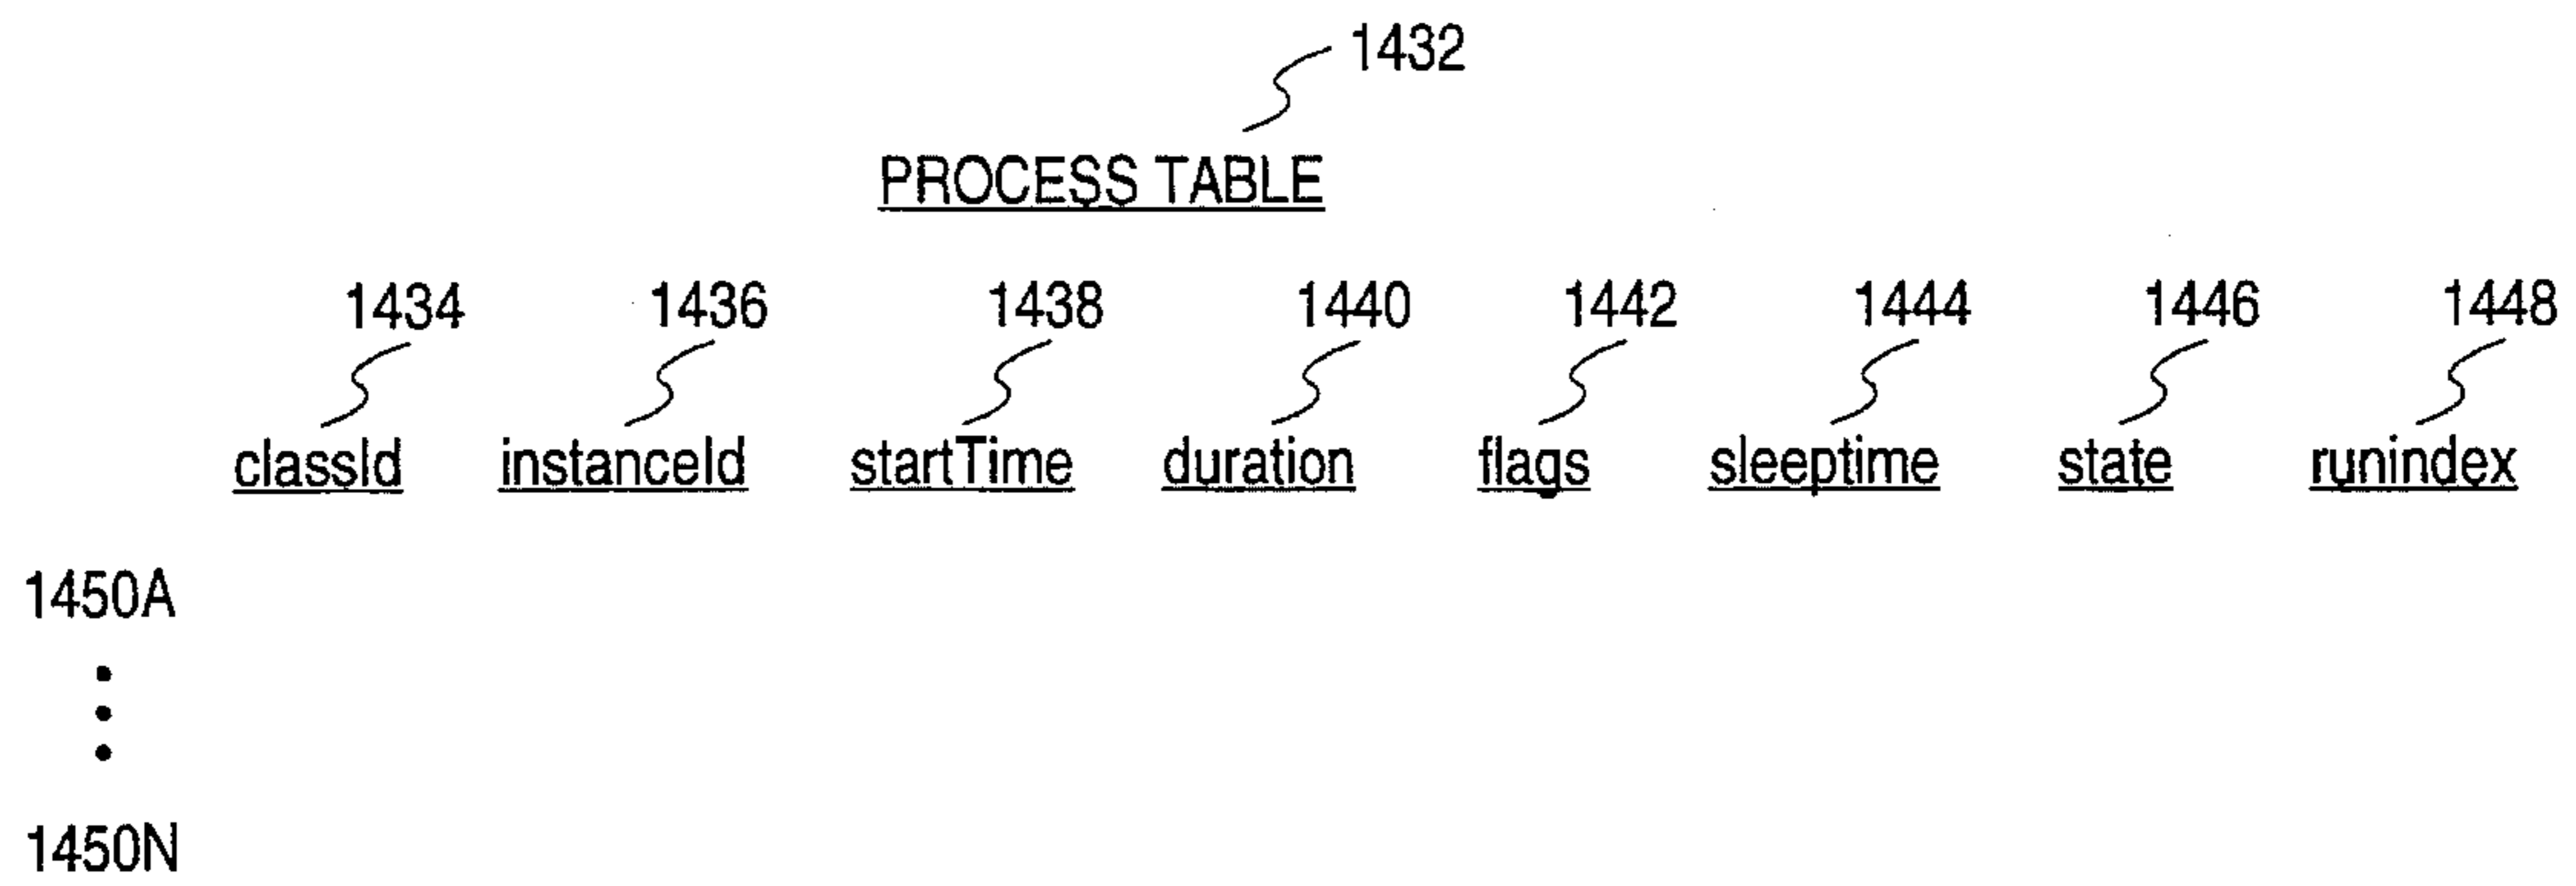 1432
PROCESS TABLE
1434 1436 1438 1440 1442 1444 1446 1448
classId instanceId startTime duration flags sleeptime state runindex
1450A
1450N